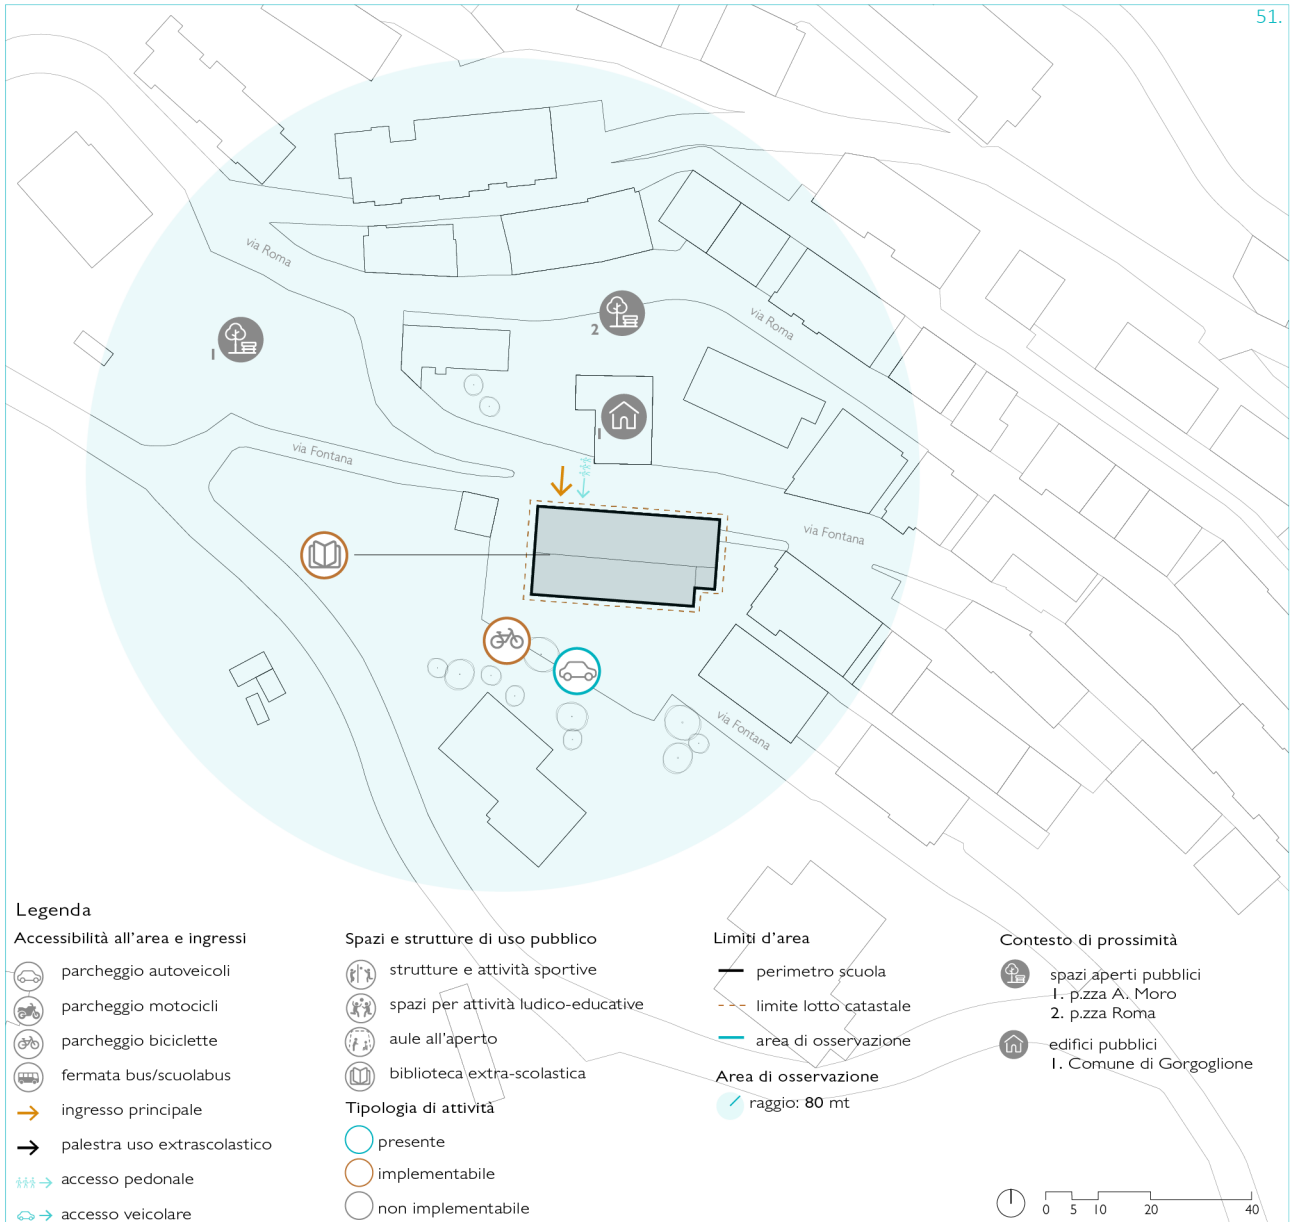 51.
via Roma
via Roma
1
2
1
via Fontana
via Fontana
via Fontana
Legenda
Accessibilità all'area e ingressi
parcheggio autoveicoli
parcheggio motocicli
parcheggio biciclette
fermata bus/scuolabus
ingresso principale
palestra uso extrascolastico
accesso pedonale
accesso veicolare
Spazi e strutture di uso pubblico
strutture e attività sportive
spazi per attività ludico-educative
aule all'aperto
biblioteca extra-scolastica
Tipologia di attività
presente
implementabile
non implementabile
Limiti d'area
perimetro scuola
limite lotto catastale
area di osservazione
Area di osservazione
raggio: 80 mt
Contesto di prossimità
spazi aperti pubblici
1. p.zza A. Moro
2. p.zza Roma
edifici pubblici
1. Comune di Gorgoglione
0 5 10 20 40